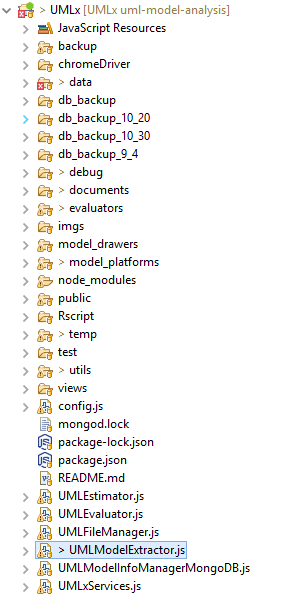 > UMLx [UMLx uml-model-analysis]
JavaScript Resources
backup
chromeDriver
> data
db_backup
db_backup_10_20
db_backup_10_30
db_backup_9_4
> debug
> documents
> evaluators
imgs
model_drawers
> model_platforms
node_modules
public
Rscript
> temp
test
> utils
views
config.js
mongod.lock
package-lock.json
package.json
README.md
UMLEstimator.js
UMLEvaluator.js
UMLFileManager.js
> UMLModelExtractor.js
UMLModelInfoManagerMongoDB.js
UMLxServices.js